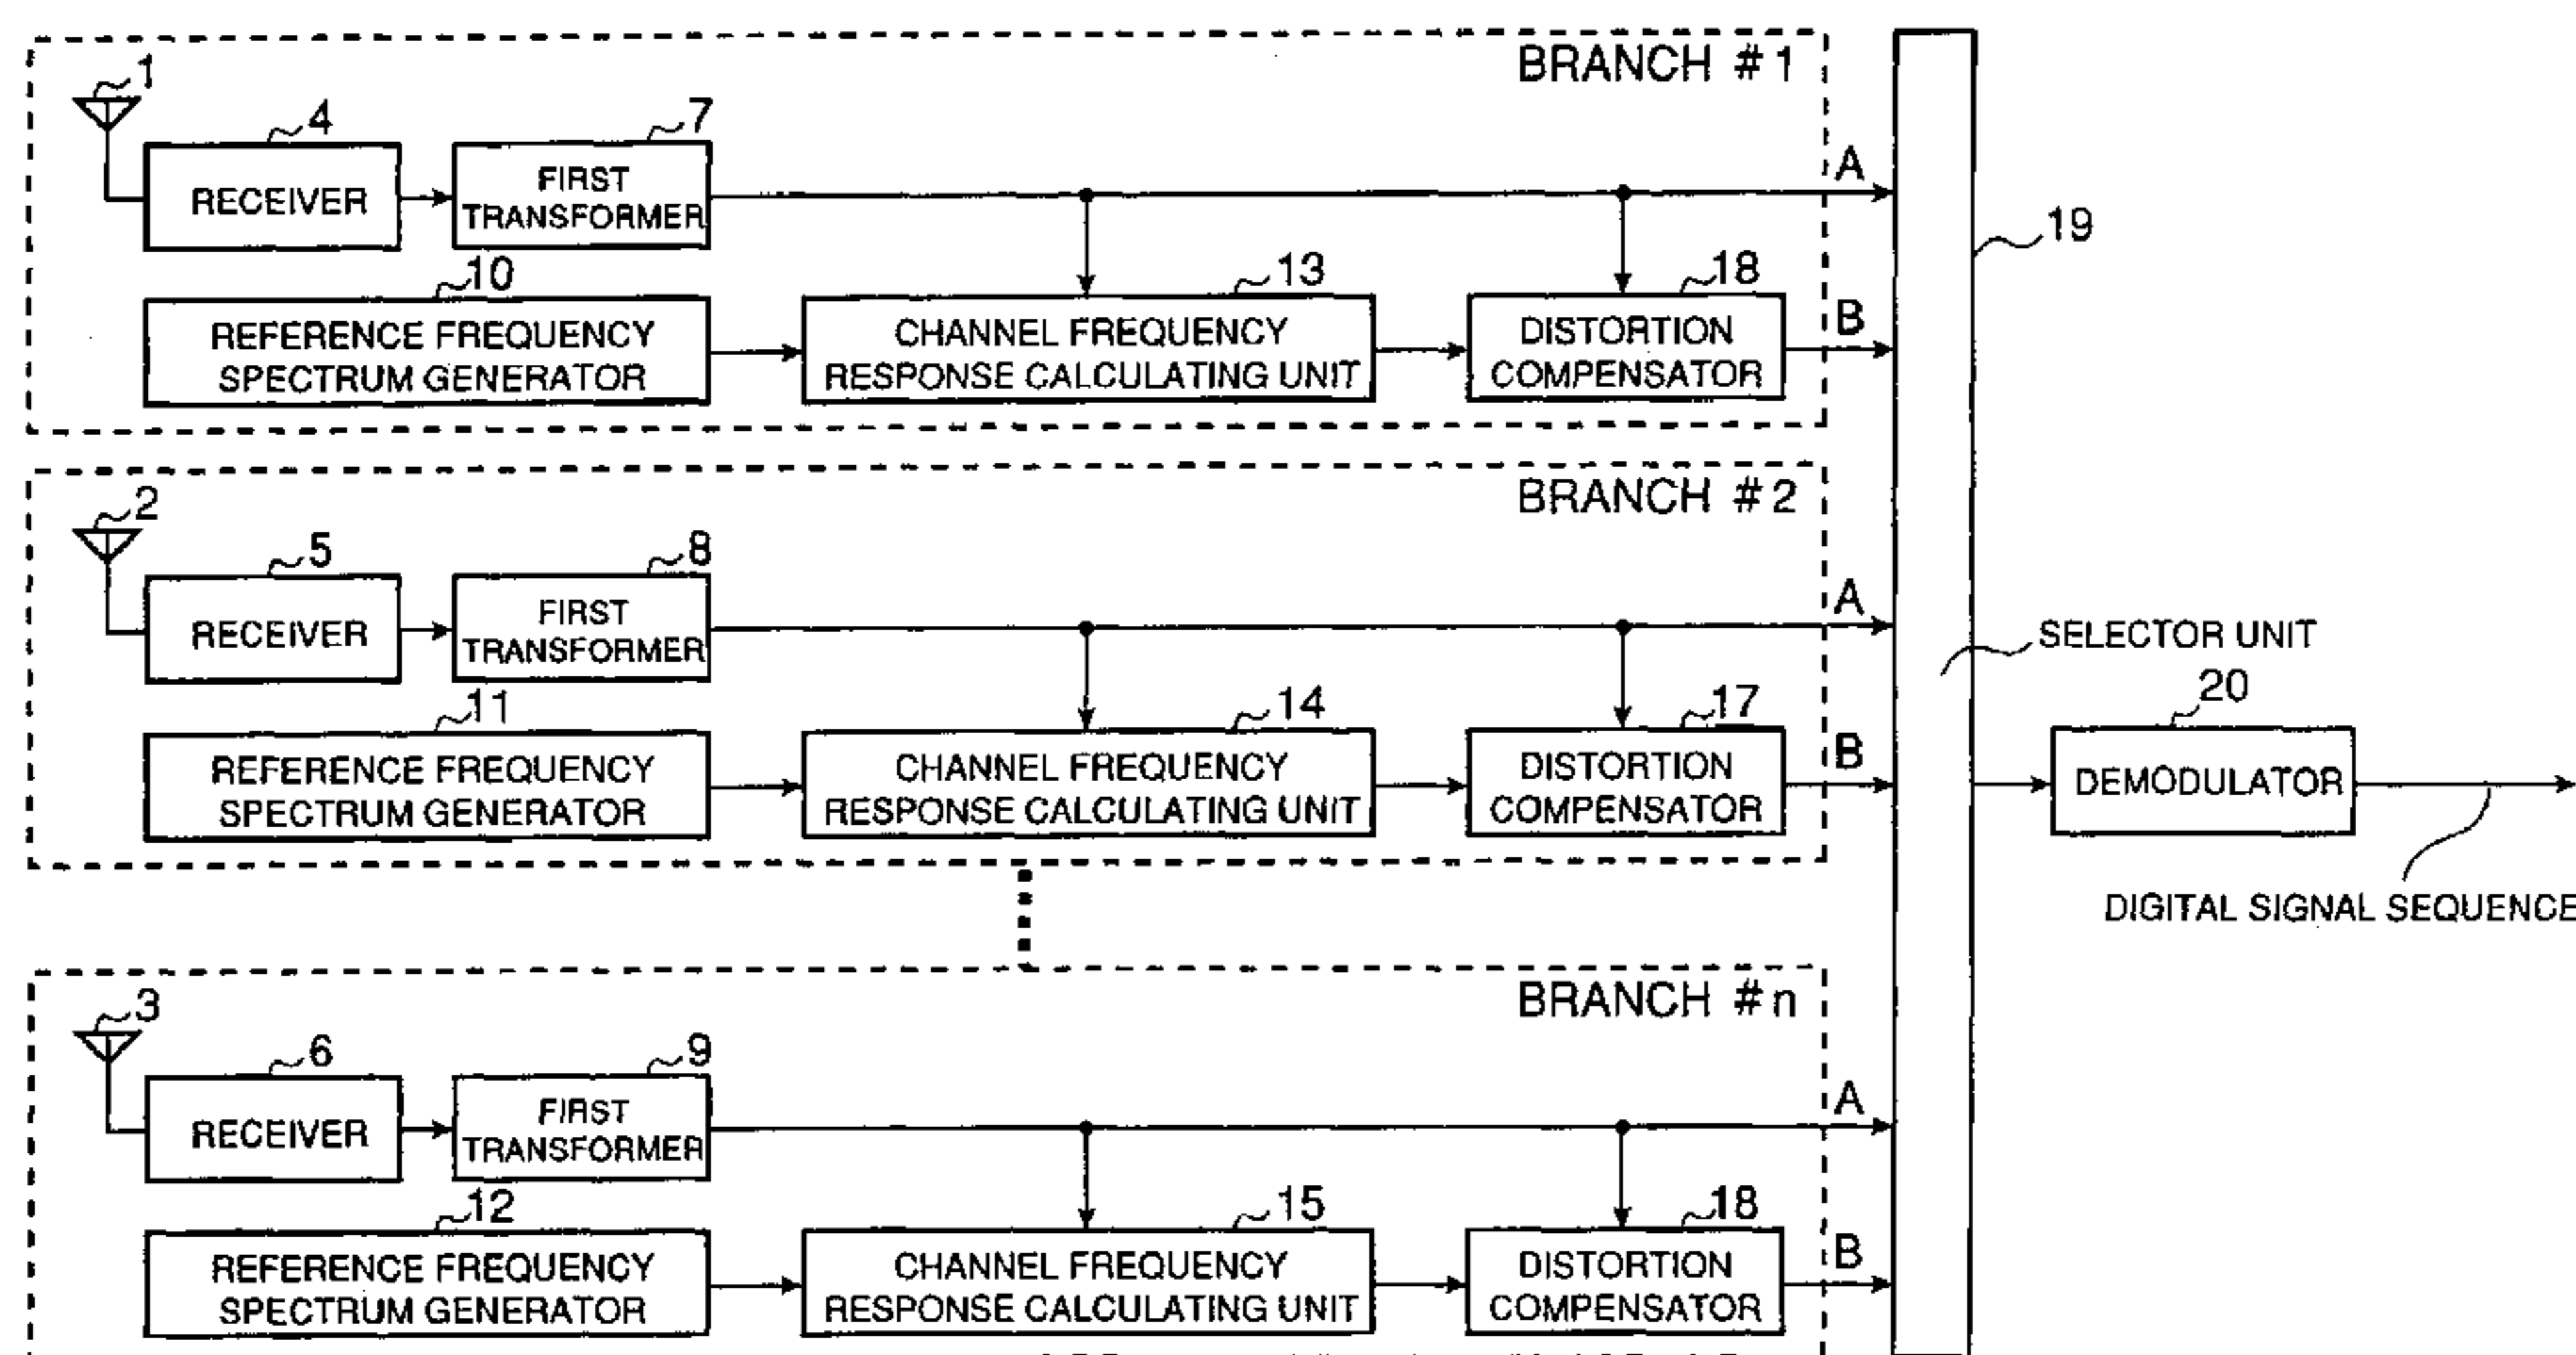 BRANCH #1
1
4
7
RECEIVER
FIRST
TRANSFORMER
A
10
13
18
19
REFERENCE FREQUENCY
SPECTRUM GENERATOR
CHANNEL FREQUENCY
RESPONSE CALCULATING UNIT
DISTORTION
COMPENSATOR
B
BRANCH #2
2
5
8
RECEIVER
FIRST
TRANSFORMER
A
SELECTOR UNIT
11
14
17
20
REFERENCE FREQUENCY
SPECTRUM GENERATOR
CHANNEL FREQUENCY
RESPONSE CALCULATING UNIT
DISTORTION
COMPENSATOR
B
DEMODULATOR
DIGITAL SIGNAL SEQUENCE
BRANCH #n
3
6
9
RECEIVER
FIRST
TRANSFORMER
A
12
15
18
REFERENCE FREQUENCY
SPECTRUM GENERATOR
CHANNEL FREQUENCY
RESPONSE CALCULATING UNIT
DISTORTION
COMPENSATOR
B